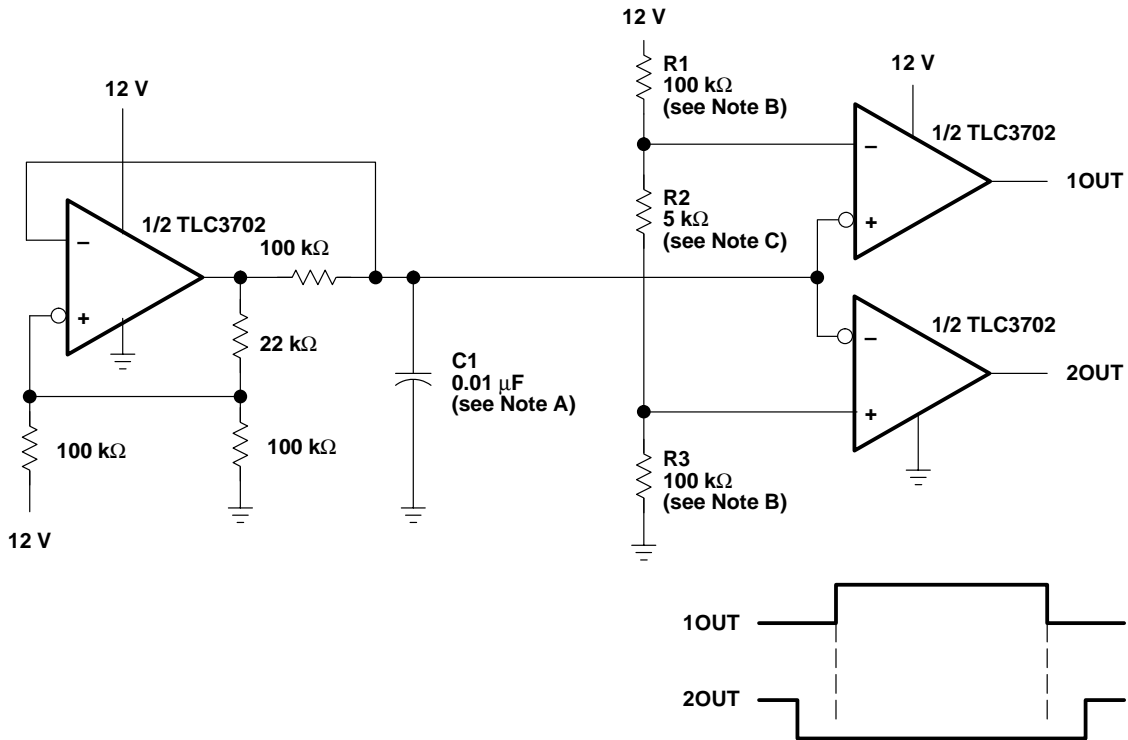 12 V
R1
100 kΩ
(see Note B)
12 V
12 V
1/2 TLC3702
−
+
1OUT
1/2 TLC3702
−
+
100 kΩ
R2
5 kΩ
(see Note C)
22 kΩ
C1
0.01 μF
(see Note A)
1/2 TLC3702
−
+
2OUT
100 kΩ
100 kΩ
12 V
R3
100 kΩ
(see Note B)
1OUT
2OUT